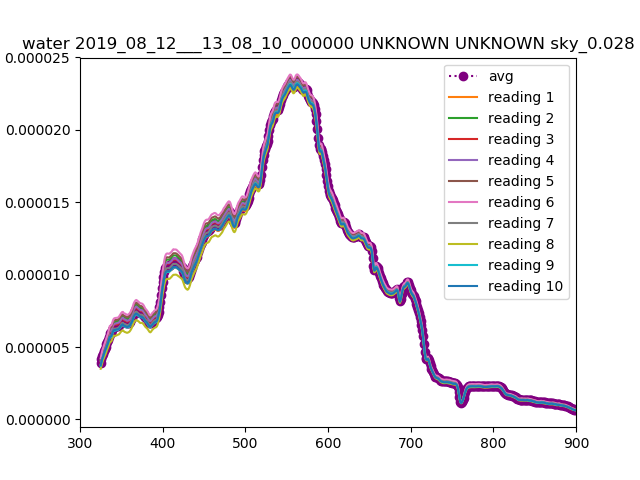 water 2019_08_12___13_08_10_000000 UNKNOWN UNKNOWN sky_0.028
0.000025
0.000020
0.000015
0.000010
0.000005
0.000000
300 400 500 600 700 800 900
avg
reading 1
reading 2
reading 3
reading 4
reading 5
reading 6
reading 7
reading 8
reading 9
reading 10